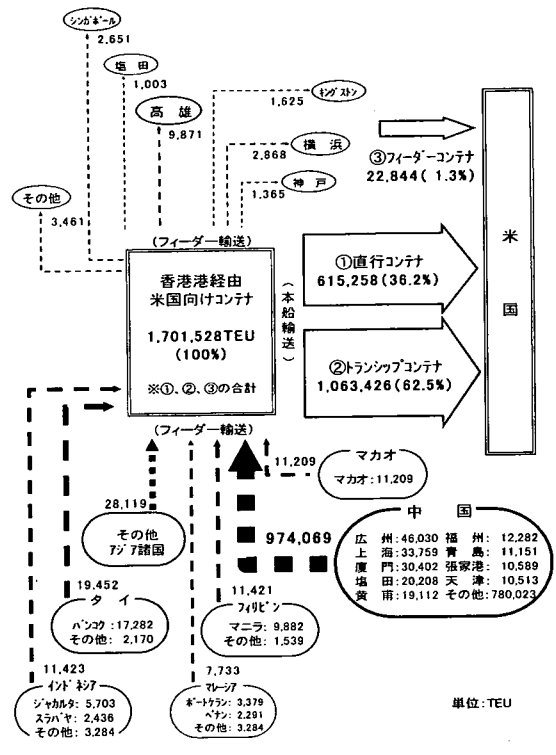 シンガポール
2,651
塩田
1,003
高雄
9,871
キングストン
1,625
横浜
2,868
神戸
1,365
その他
3,461
③フィーダーコンテナ
22,844( 1.3%)
米国
(フィーダー輸送)
香港港経由
米国向けコンテナ
1,701,528TEU
(100%)
※①、②、③の合計
(本船輸送)
①直行コンテナ
615,258(36.2%)
②トランシップコンテナ
1,063,426(62.5%)
(フィーダー輸送)
11,209
マカオ
マカオ:11,209
28,119
その他
アジア諸国
974,069
中国
広州:46,030 福州: 12,282
上海:33,759 青島: 11,151
廈門:30,402 張家港: 10,589
塩田:20,208 天津: 10,513
黄甫:19,112 その他:780,023
19,452
タイ
バンコク:17,282
その他: 2,170
11,421
フィリピン
マニラ: 9,882
その他: 1,539
11,423
インドネシア
ジャカルタ: 5,703
スラバヤ: 2,436
その他: 3,284
7,733
マレーシア
ポートケラン: 3,379
ペナン: 2,291
その他: 3,284
単位:TEU